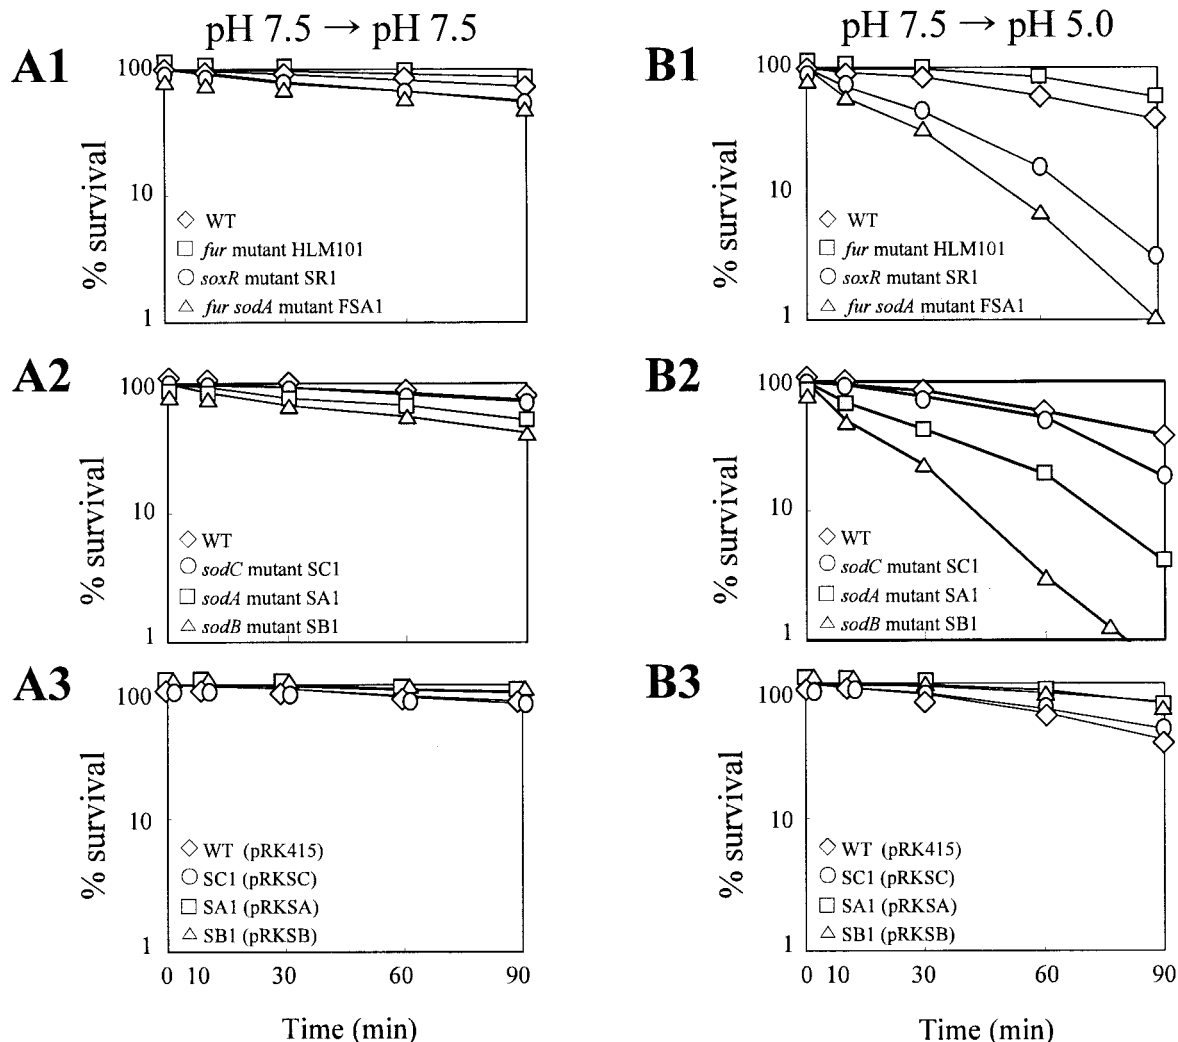 pH 7.5 → pH 7.5
pH 7.5 → pH 5.0
A1
% survival
100
10
1
WT
fur mutant HLM101
soxR mutant SR1
fur sodA mutant FSA1
B1
% survival
100
10
1
WT
fur mutant HLM101
soxR mutant SR1
fur sodA mutant FSA1
A2
% survival
100
10
1
WT
sodC mutant SC1
sodA mutant SA1
sodB mutant SB1
B2
% survival
100
10
1
WT
sodC mutant SC1
sodA mutant SA1
sodB mutant SB1
A3
% survival
100
10
1
WT (pRK415)
SC1 (pRKSC)
SA1 (pRKSA)
SB1 (pRKSB)
0 10 30 60 90
Time (min)
B3
% survival
100
10
1
WT (pRK415)
SC1 (pRKSC)
SA1 (pRKSA)
SB1 (pRKSB)
0 10 30 60 90
Time (min)